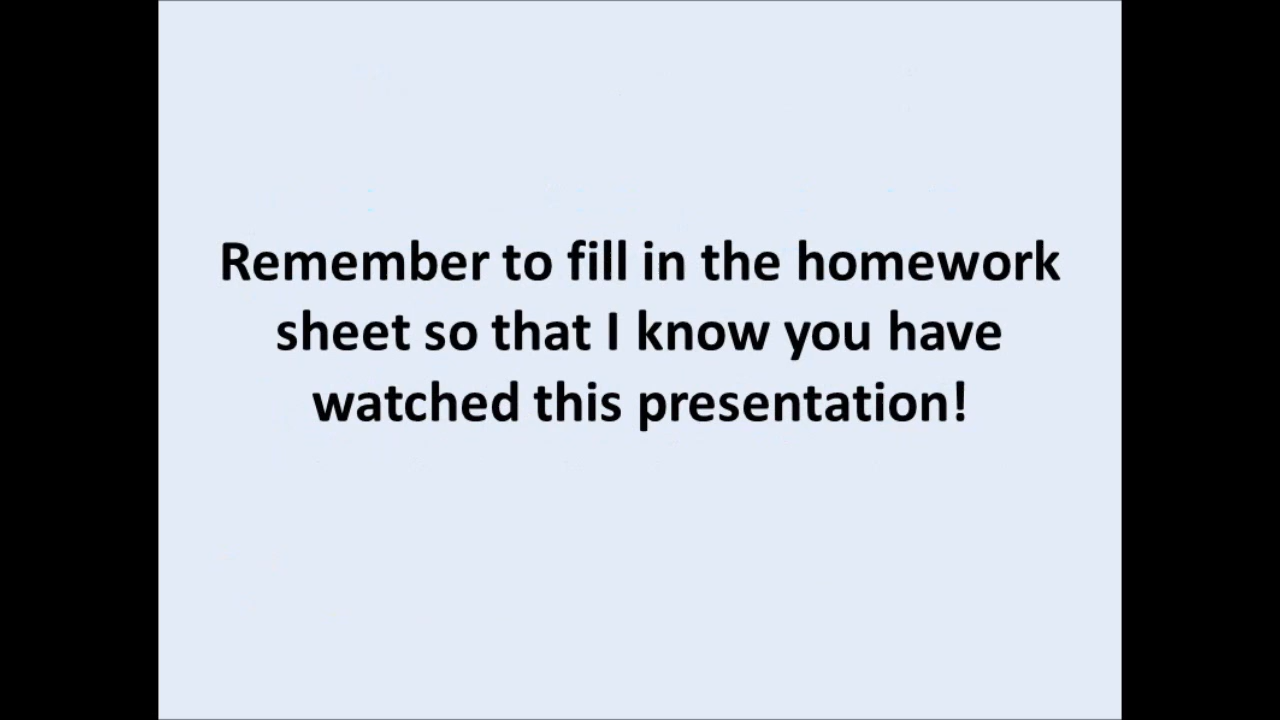 Remember to fill in the homework
sheet so that I know you have
watched this presentation!